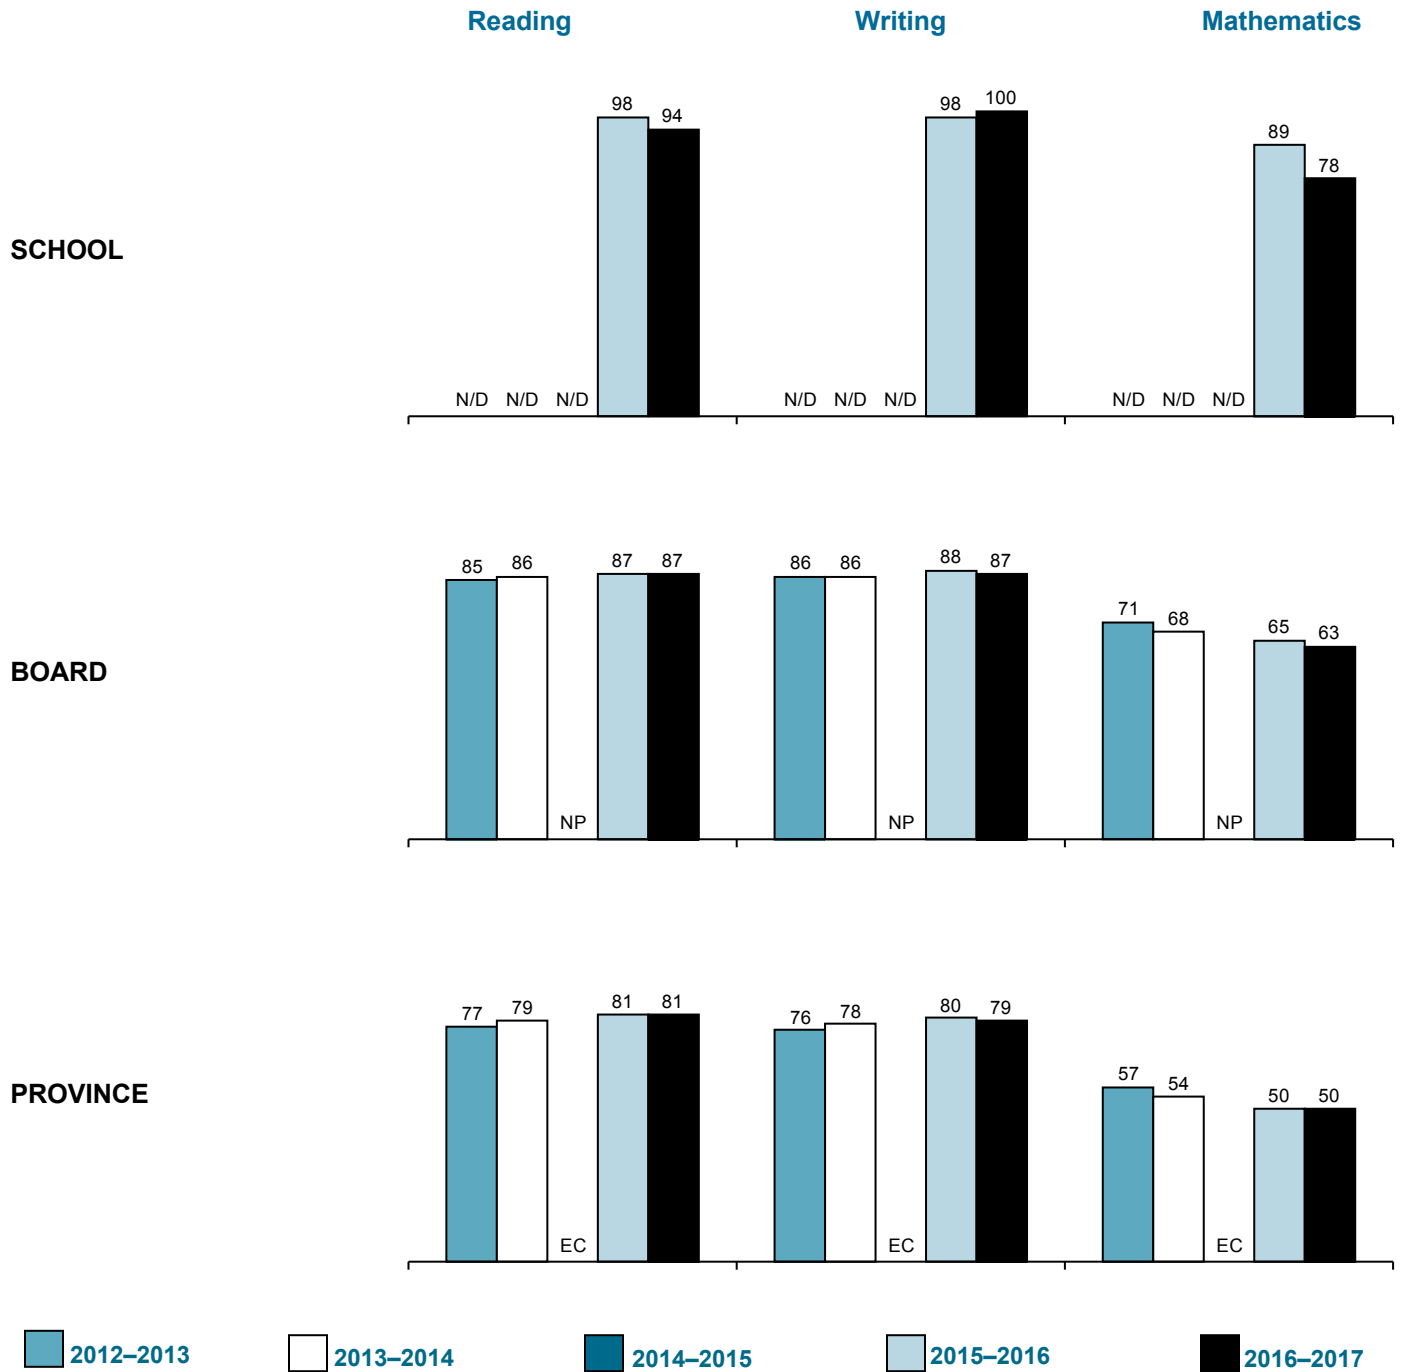 Reading Writing Mathematics
SCHOOL
98 94 98 100 89 78
N/D N/D N/D N/D N/D N/D N/D N/D N/D
BOARD
85 86 87 87 86 86 88 87 71 68 65 63
NP NP NP
PROVINCE
77 79 81 81 76 78 80 79 57 54 50 50
EC EC EC
2012–2013 2013–2014 2014–2015 2015–2016 2016–2017